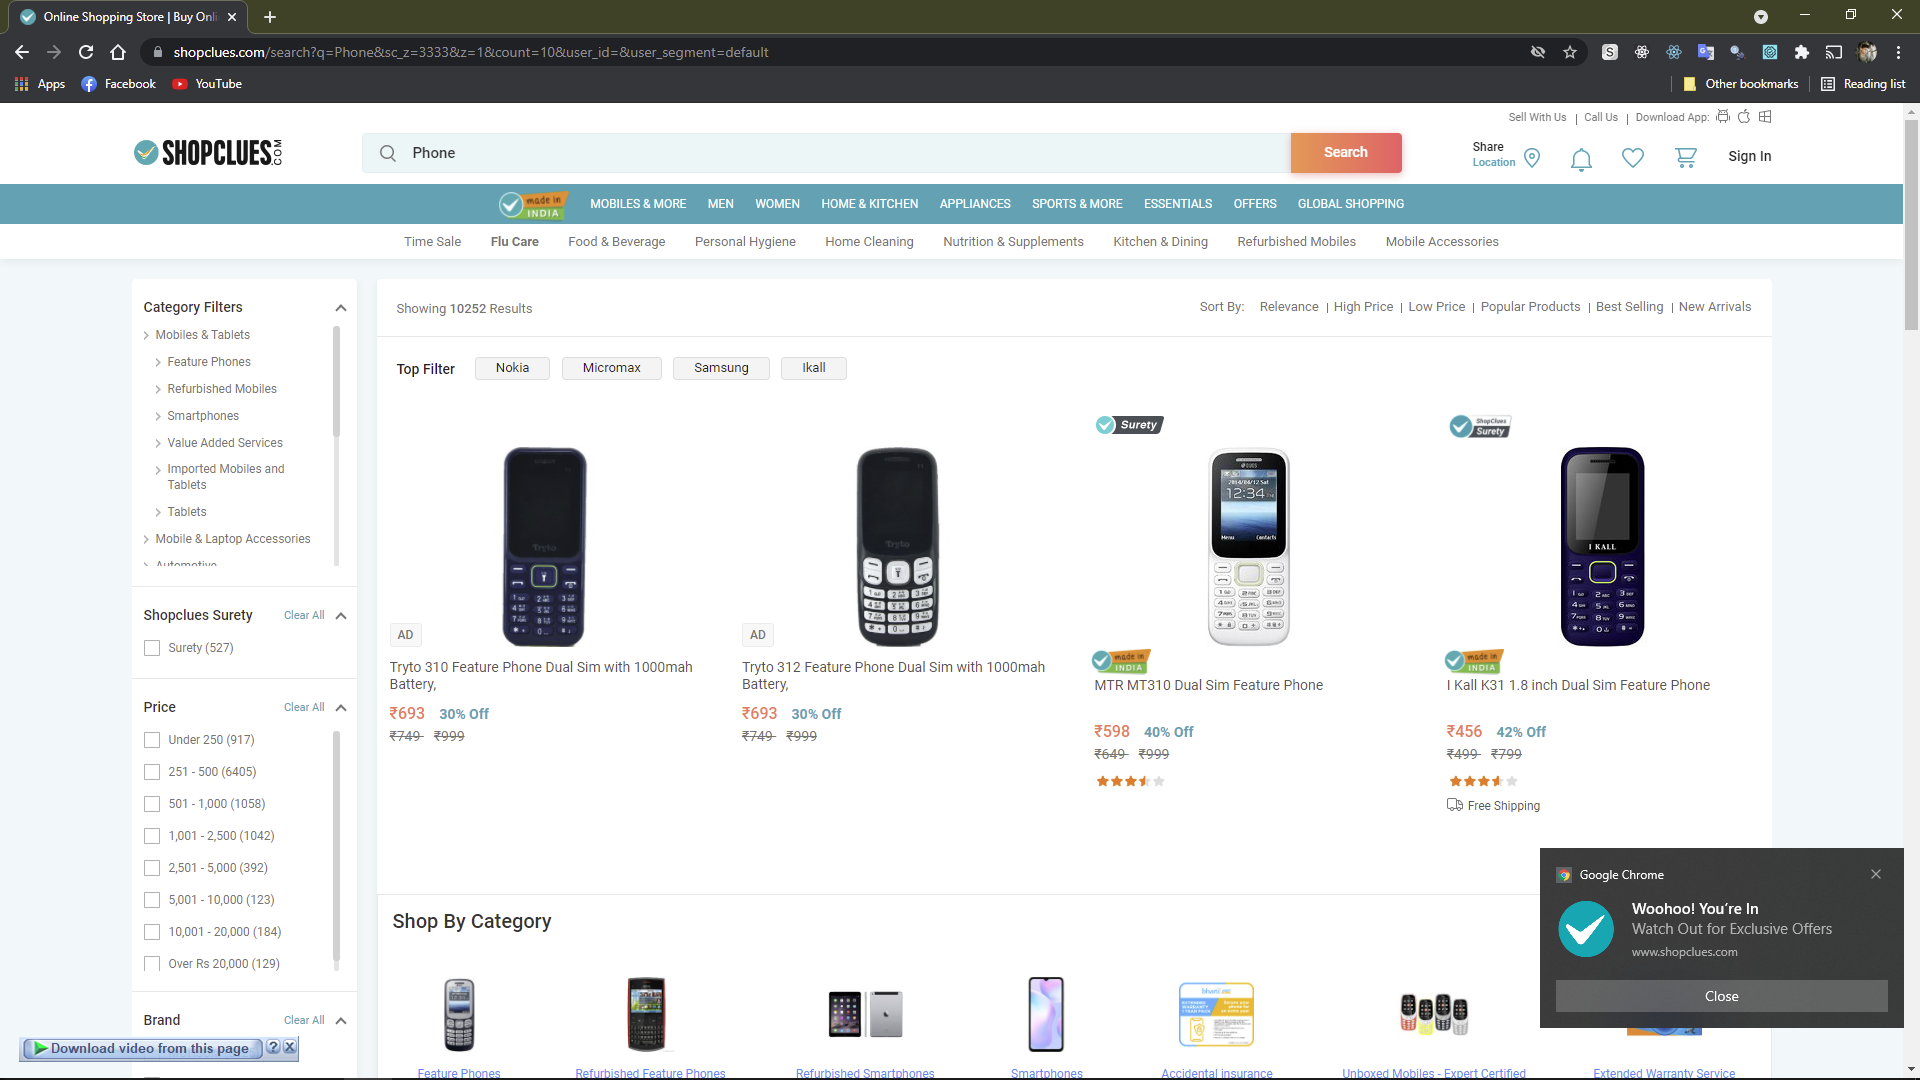 Online Shopping Store | Buy Onli
shopclues.com/search?q=Phone&sc_z=3333&z=1&count=10&user_id=&user_segment=default
Apps Facebook YouTube Other bookmarks Reading list
Sell With Us | Call Us | Download App:
SHOPCLUES.COM
Phone
Search
Share
Location
Sign In
made in
INDIA
MOBILES & MORE MEN WOMEN HOME & KITCHEN APPLIANCES SPORTS & MORE ESSENTIALS OFFERS GLOBAL SHOPPING
Time Sale Flu Care Food & Beverage Personal Hygiene Home Cleaning Nutrition & Supplements Kitchen & Dining Refurbished Mobiles Mobile Accessories
Category Filters
Mobiles & Tablets
Feature Phones
Refurbished Mobiles
Smartphones
Value Added Services
Imported Mobiles and
Tablets
Tablets
Mobile & Laptop Accessories
Automotive
Shopclues Surety Clear All
Surety (527)
Price Clear All
Under 250 (917)
251 - 500 (6405)
501 - 1,000 (1058)
1,001 - 2,500 (1042)
2,501 - 5,000 (392)
5,001 - 10,000 (123)
10,001 - 20,000 (184)
Over Rs 20,000 (129)
Brand Clear All
Download video from this page ? X
Showing 10252 Results
Sort By: Relevance | High Price | Low Price | Popular Products | Best Selling | New Arrivals
Top Filter Nokia Micromax Samsung Ikall
Tryto
AD
Tryto 310 Feature Phone Dual Sim with 1000mah
Battery,
₹693 30% Off
₹749 ₹999
Tryto
AD
Tryto 312 Feature Phone Dual Sim with 1000mah
Battery,
₹693 30% Off
₹749 ₹999
Surety
12:34
Menu Contacts
made in
INDIA
MTR MT310 Dual Sim Feature Phone
₹598 40% Off
₹649 ₹999
ShopClues
Surety
I KALL
made in
INDIA
I Kall K31 1.8 inch Dual Sim Feature Phone
₹456 42% Off
₹499 ₹799
Free Shipping
Shop By Category
Feature Phones
Refurbished Feature Phones
Refurbished Smartphones
Smartphones
Accidental insurance
Unboxed Mobiles - Expert Certified
Extended Warranty Service
Google Chrome
Woohoo! You're In
Watch Out for Exclusive Offers
www.shopclues.com
Close